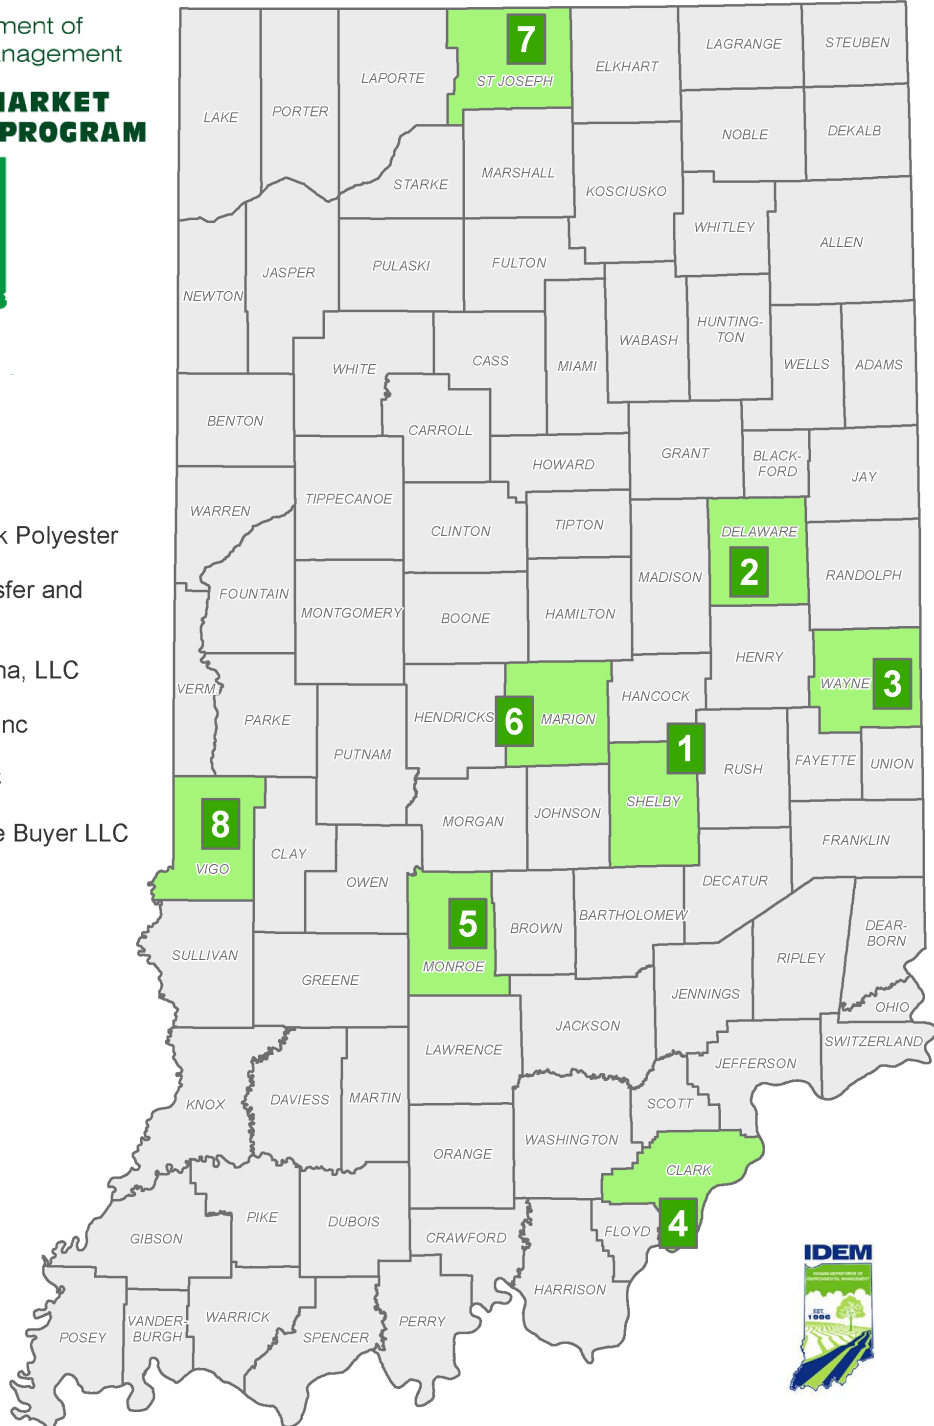 ment of
nagement
MARKET
PROGRAM
k Polyester
sfer and
na, LLC
nc
e Buyer LLC
7
ST JOSEPH
LAPORTE
ELKHART
LAGRANGE
STEUBEN
LAKE
PORTER
NOBLE
DEKALB
STARKE
MARSHALL
KOSCIUSKO
WHITLEY
ALLEN
NEWTON
JASPER
PULASKI
FULTON
WHITE
CASS
MIAMI
WABASH
HUNTING-
TON
WELLS
ADAMS
BENTON
CARROLL
HOWARD
GRANT
BLACK-
FORD
JAY
WARREN
TIPPECANOE
CLINTON
TIPTON
DELAWARE
2
MADISON
RANDOLPH
FOUNTAIN
MONTGOMERY
BOONE
HAMILTON
HENRY
WAYNE
3
VERM.
PARKE
PUTNAM
HENDRICKS
6
MARION
HANCOCK
1
RUSH
FAYETTE
UNION
SHELBY
8
VIGO
CLAY
OWEN
MORGAN
JOHNSON
FRANKLIN
DECATUR
5
MONROE
BROWN
BARTHOLOMEW
DEAR-
BORN
RIPLEY
OHIO
SULLIVAN
GREENE
JENNINGS
JACKSON
SWITZERLAND
LAWRENCE
JEFFERSON
KNOX
DAVIESS
MARTIN
SCOTT
WASHINGTON
ORANGE
CLARK
4
FLOYD
GIBSON
PIKE
DUBOIS
CRAWFORD
HARRISON
POSEY
VANDER-
BURGH
WARRICK
SPENCER
PERRY
IDEM
INDIANA DEPARTMENT OF
ENVIRONMENTAL MANAGEMENT
EST.
1986